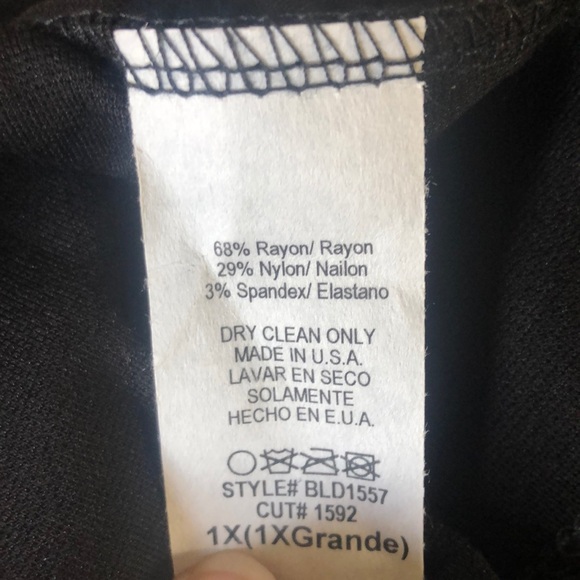 68% Rayon/ Rayon
29% Nylon/ Nailon
3% Spandex/ Elastano
DRY CLEAN ONLY
MADE IN U.S.A.
LAVAR EN SECO
SOLAMENTE
HECHO EN E.U.A.
STYLE# BLD1557
CUT# 1592
1X(1XGrande)